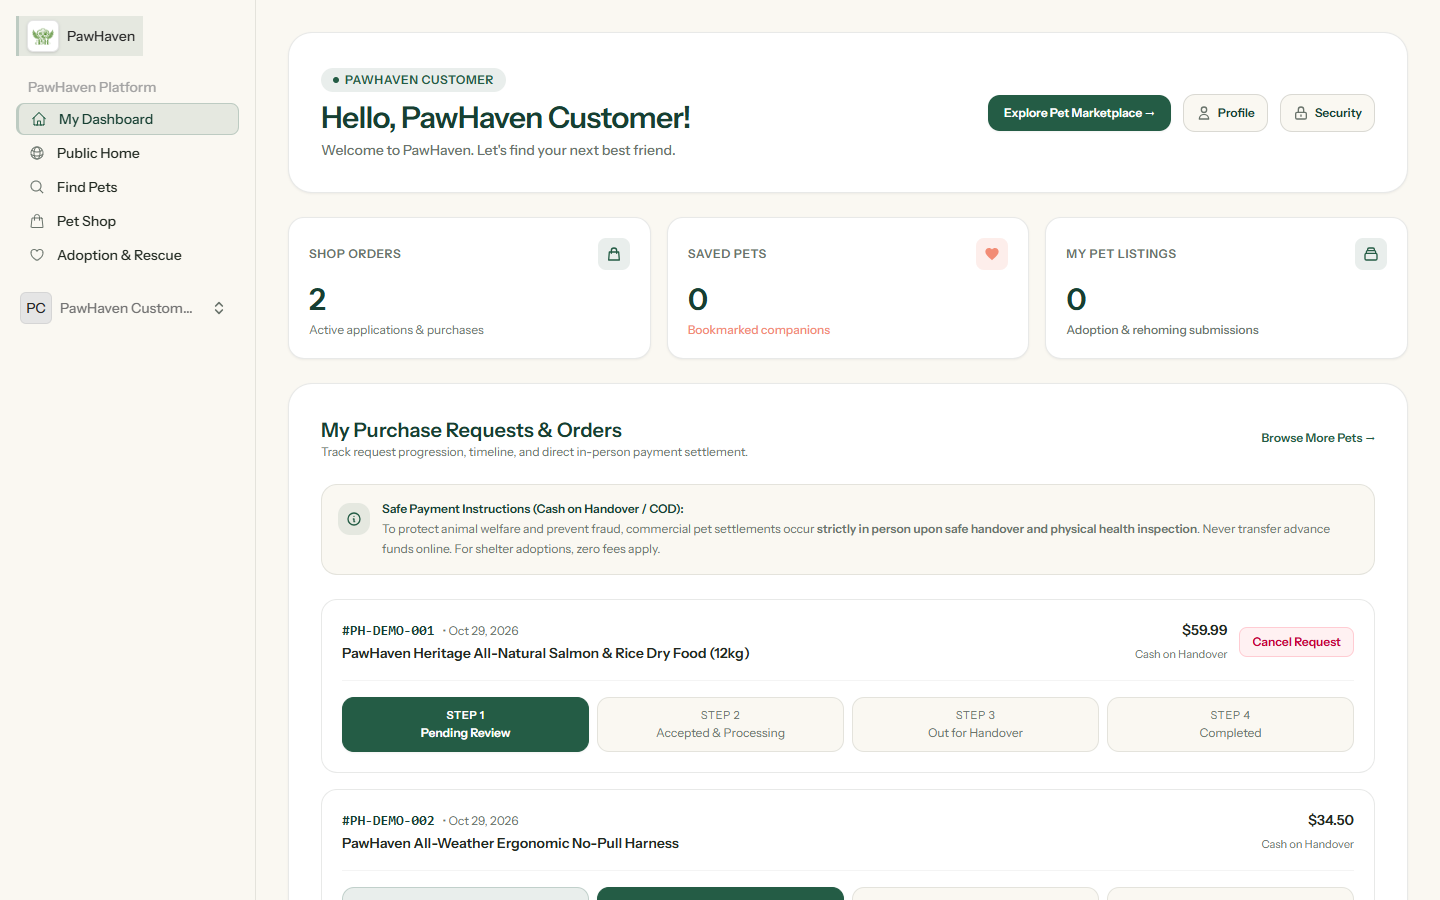 PawHaven
PawHaven Platform
My Dashboard
Public Home
Find Pets
Pet Shop
Adoption & Rescue
PC PawHaven Custom...
• PAWHAVEN CUSTOMER
Hello, PawHaven Customer!
Welcome to PawHaven. Let's find your next best friend.
Explore Pet Marketplace →
Profile
Security
SHOP ORDERS
2
Active applications & purchases
SAVED PETS
0
Bookmarked companions
MY PET LISTINGS
0
Adoption & rehoming submissions
My Purchase Requests & Orders
Track request progression, timeline, and direct in-person payment settlement.
Browse More Pets →
Safe Payment Instructions (Cash on Handover / COD):
To protect animal welfare and prevent fraud, commercial pet settlements occur strictly in person upon safe handover and physical health inspection. Never transfer advance
funds online. For shelter adoptions, zero fees apply.
#PH-DEMO-001 • Oct 29, 2026
PawHaven Heritage All-Natural Salmon & Rice Dry Food (12kg)
$59.99
Cash on Handover
Cancel Request
STEP 1
Pending Review
STEP 2
Accepted & Processing
STEP 3
Out for Handover
STEP 4
Completed
#PH-DEMO-002 • Oct 29, 2026
PawHaven All-Weather Ergonomic No-Pull Harness
$34.50
Cash on Handover